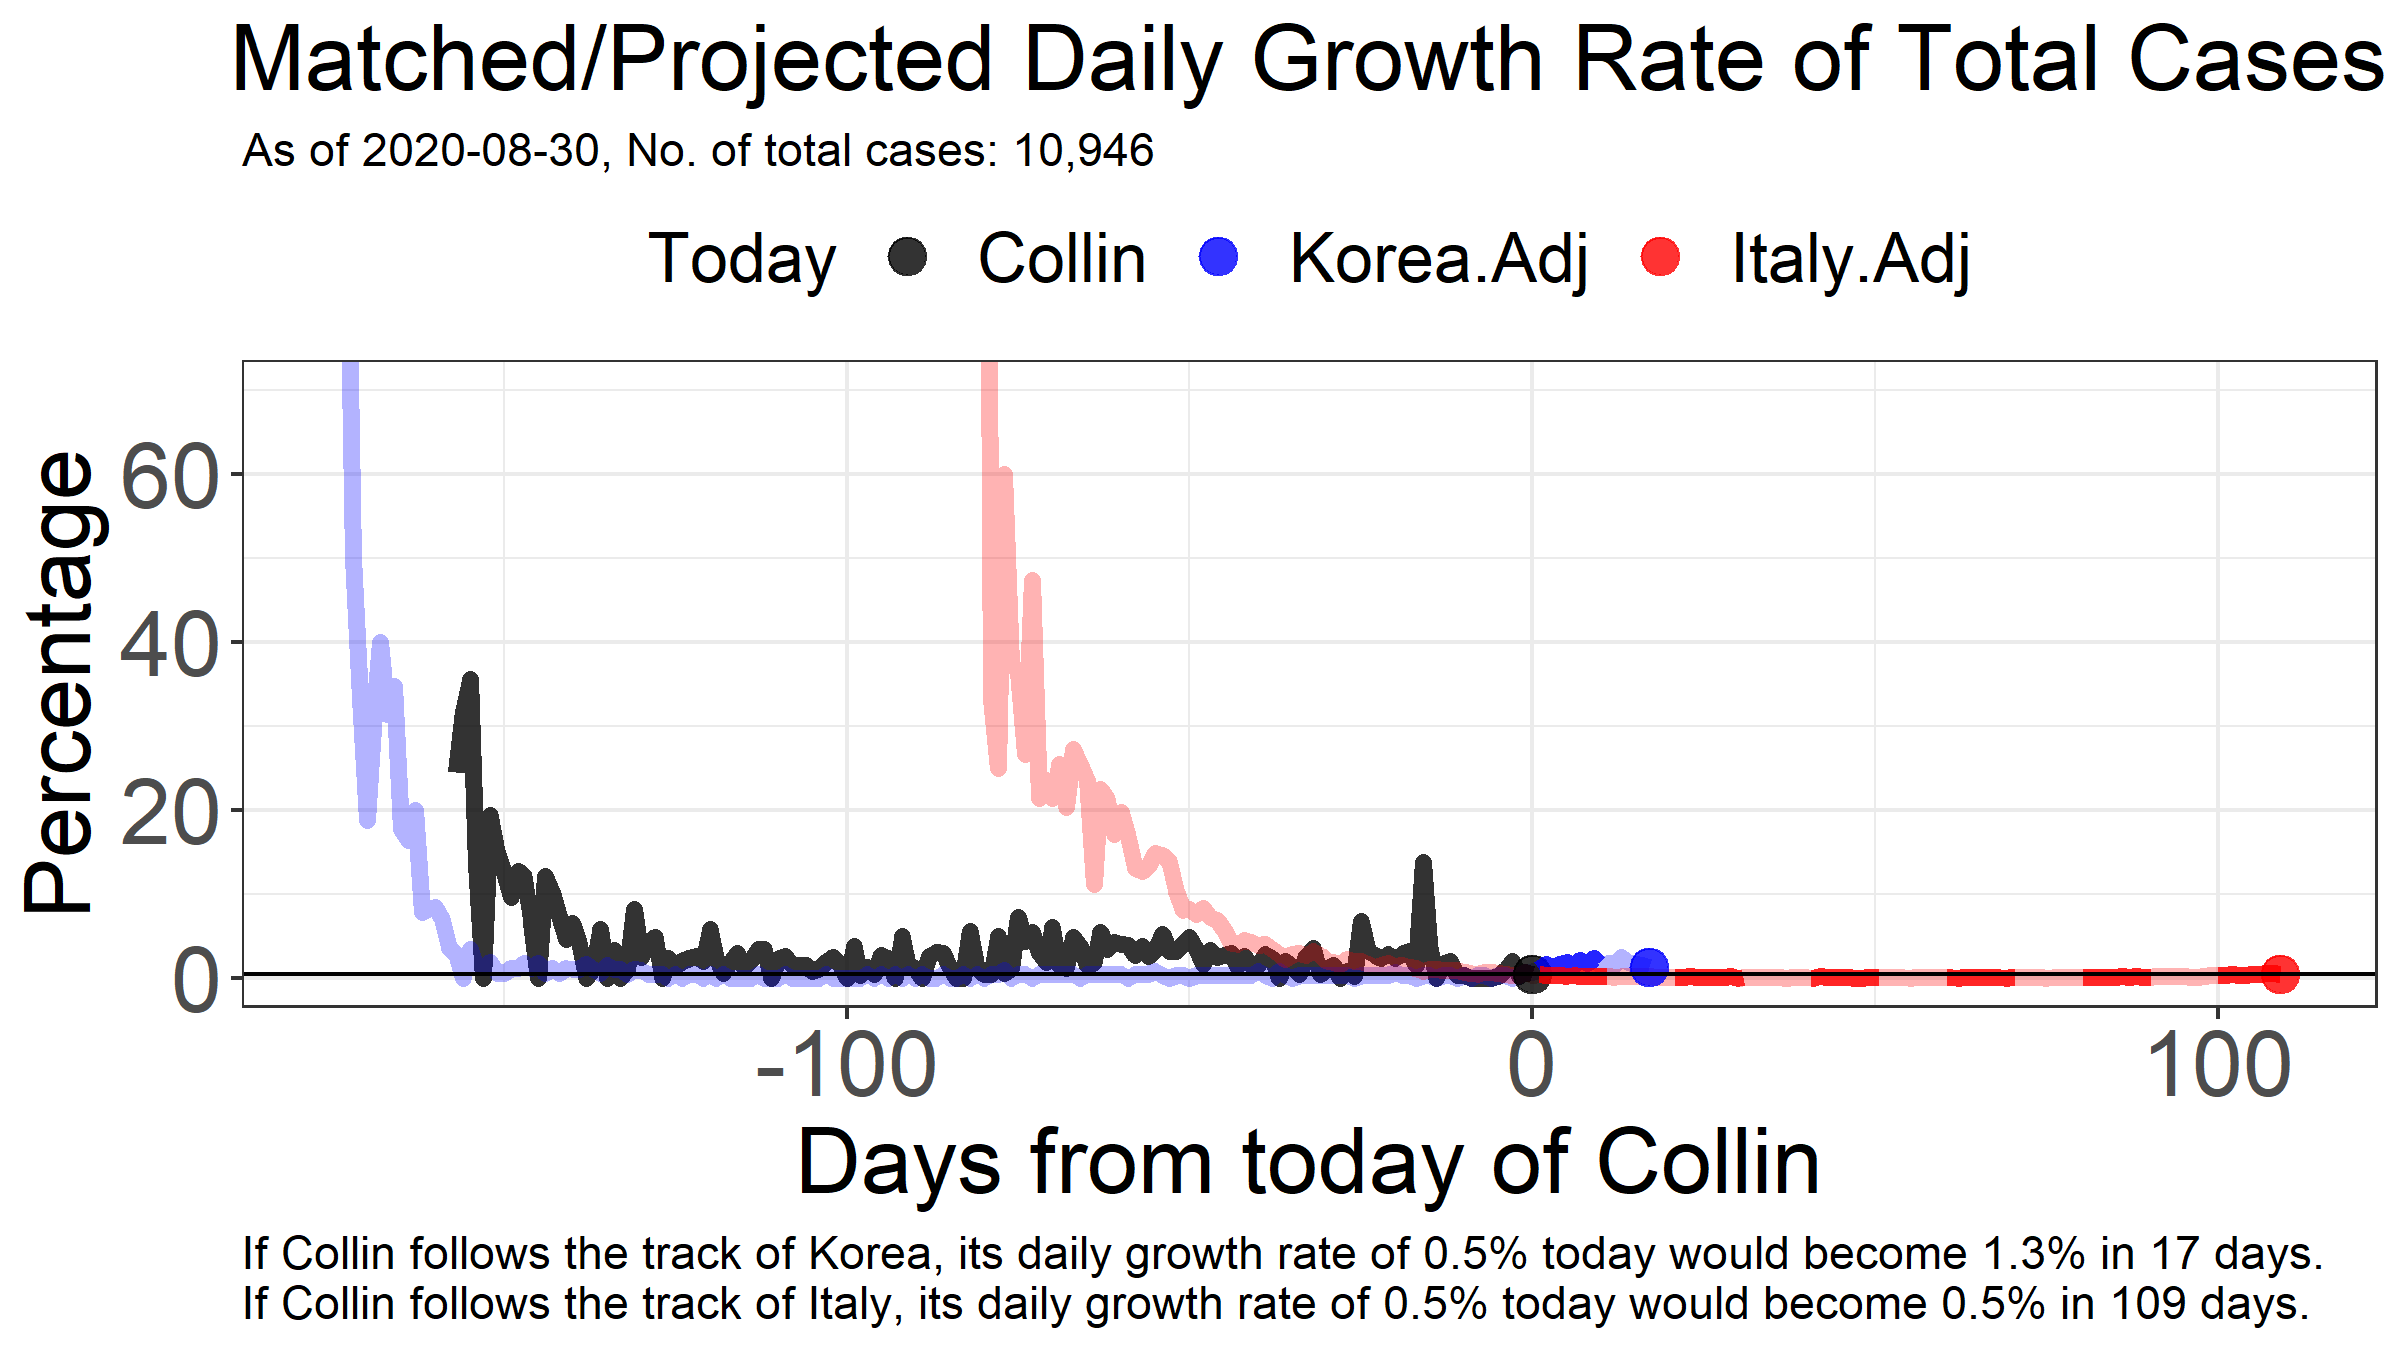 Matched/Projected Daily Growth Rate of Total Cases
As of 2020-08-30, No. of total cases: 10,946
Today Collin Korea.Adj Italy.Adj
Percentage
60
40
20
0
-100 0 100
Days from today of Collin
If Collin follows the track of Korea, its daily growth rate of 0.5% today would become 1.3% in 17 days.
If Collin follows the track of Italy, its daily growth rate of 0.5% today would become 0.5% in 109 days.